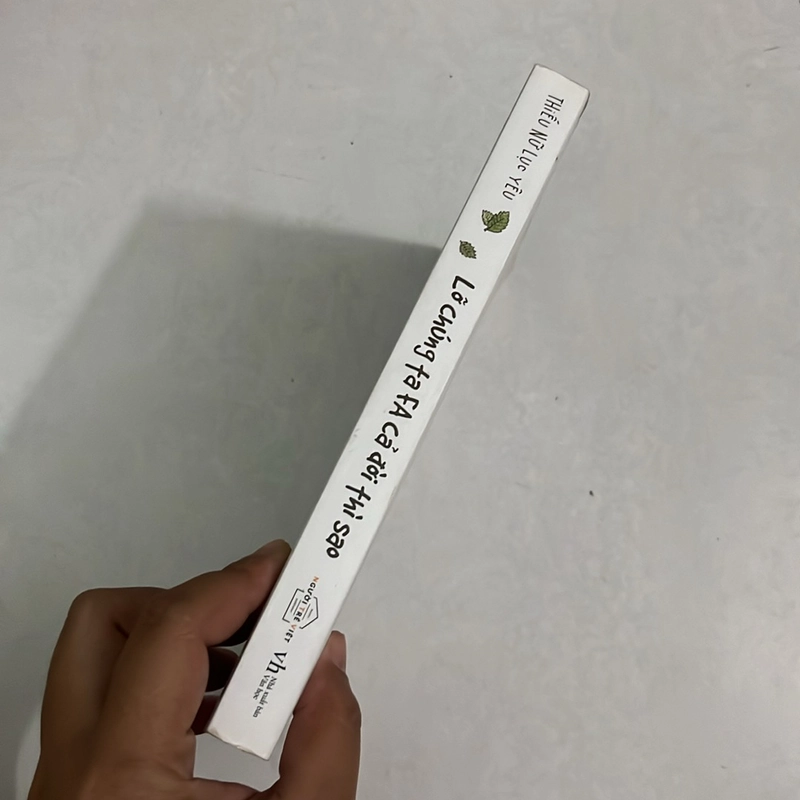 THIẾU NỮ LỤC YÊU
Lỡ chúng ta FA cả đời thì sao
NGƯỜI TRẺ VIỆT
vh
Nhà xuất bản
Văn học